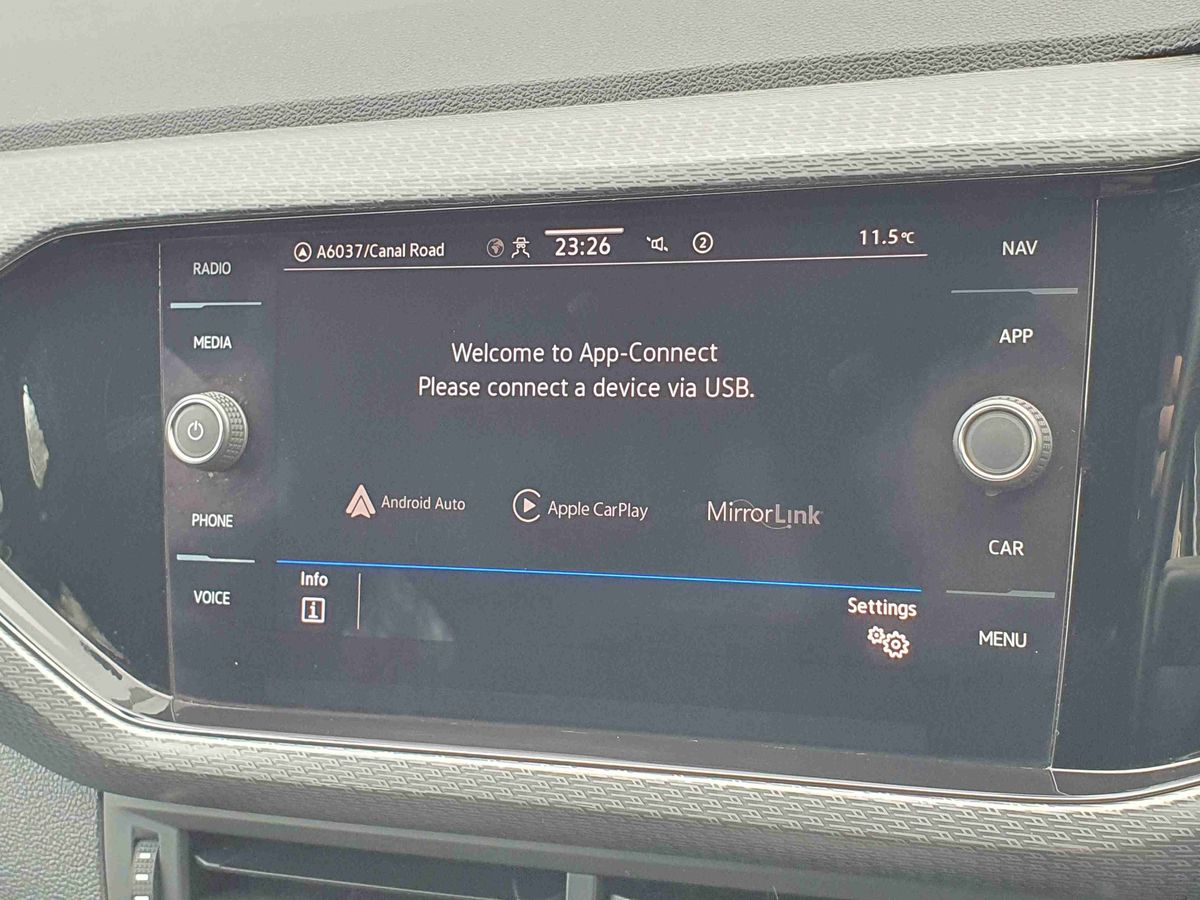 A6037/Canal Road 23:26 2 11.5°C
RADIO
MEDIA
PHONE
VOICE
Welcome to App-Connect
Please connect a device via USB.
Android Auto
Apple CarPlay
MirrorLink
Info
i
Settings
NAV
APP
CAR
MENU